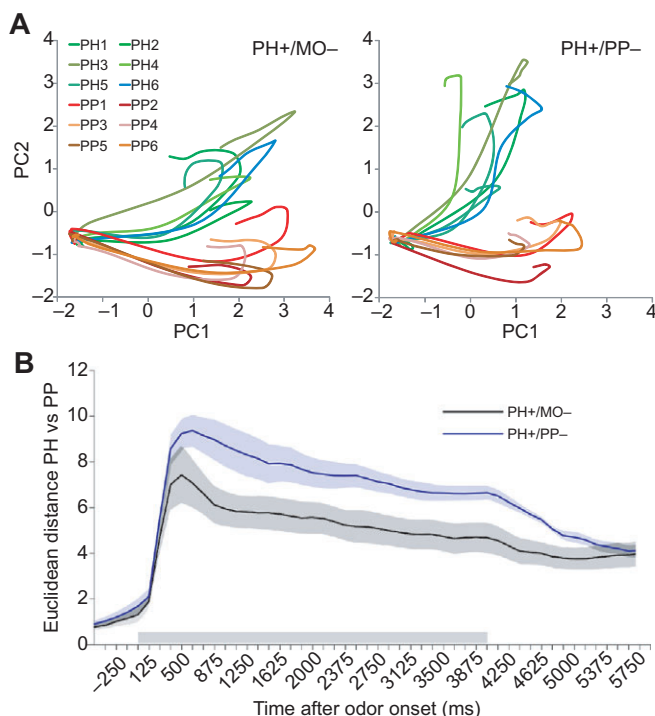 A
PH+/MO–
PH+/PP–
PH1 PH2
PH3 PH4
PH5 PH6
PP1 PP2
PP3 PP4
PP5 PP6
PC2
4
3
2
1
0
–1
–2
–2 –1 0 1 2 3 4
PC1
4
3
2
1
0
–1
–2
–2 –1 0 1 2 3 4
PC1
B
Euclidean distance PH vs PP
12
10
8
6
4
2
0
PH+/MO–
PH+/PP–
–250 125 500 875 1250 1625 2000 2375 2750 3125 3500 3875 4250 4625 5000 5375 5750
Time after odor onset (ms)